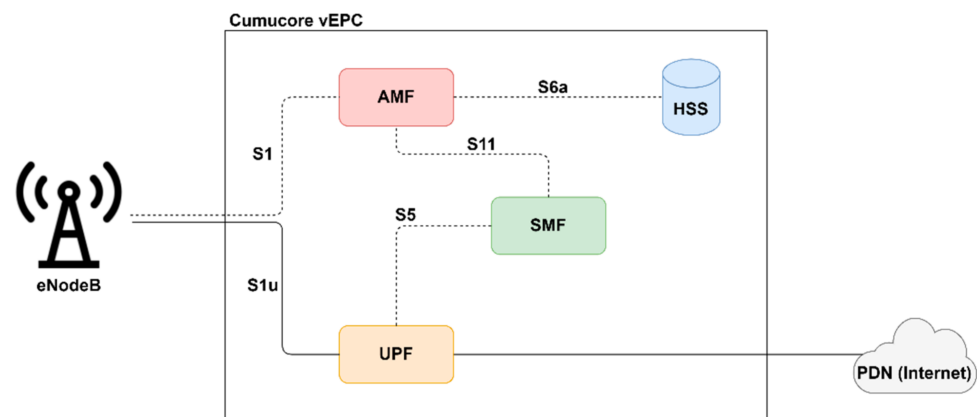 Cumucore vEPC
AMF
S6a
HSS
S1
S11
S5
SMF
eNodeB
S1u
UPF
PDN (Internet)